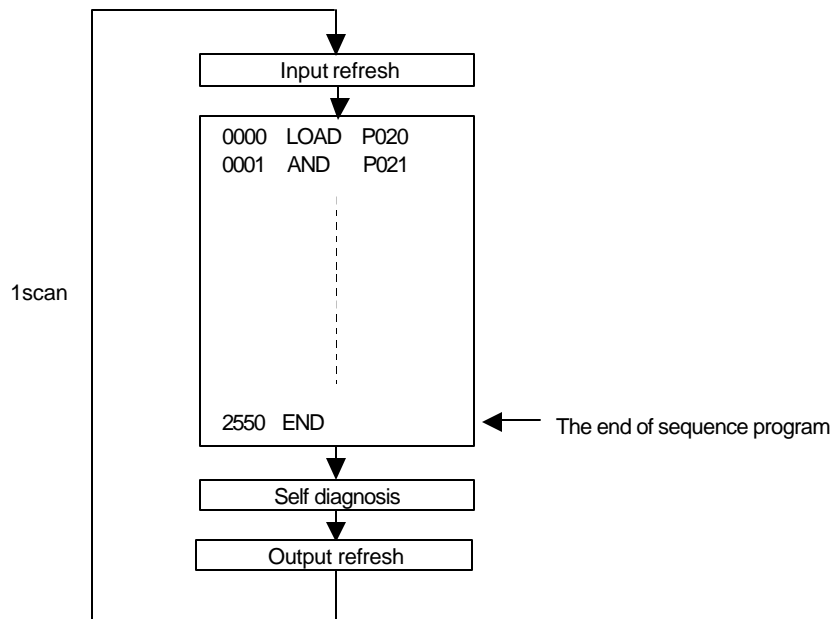 Input refresh
0000 LOAD P020
0001 AND P021
1scan
2550 END
The end of sequence program
Self diagnosis
Output refresh